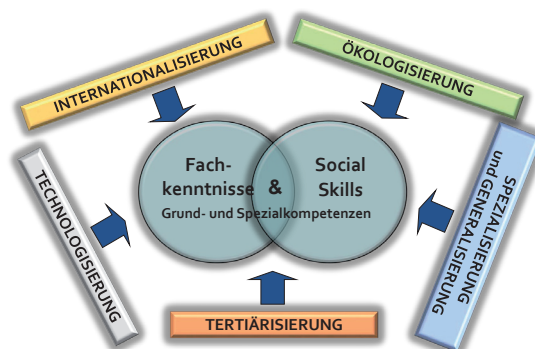 INTERNATIONALISIERUNG
ÖKOLOGISIERUNG
Fach-
kenntnisse & Social
Skills
Grund- und Spezialkompetenzen
TECHNOLOGISIERUNG
SPEZIALISIERUNG
und GENERALISIERUNG
TERTIÄRISIERUNG